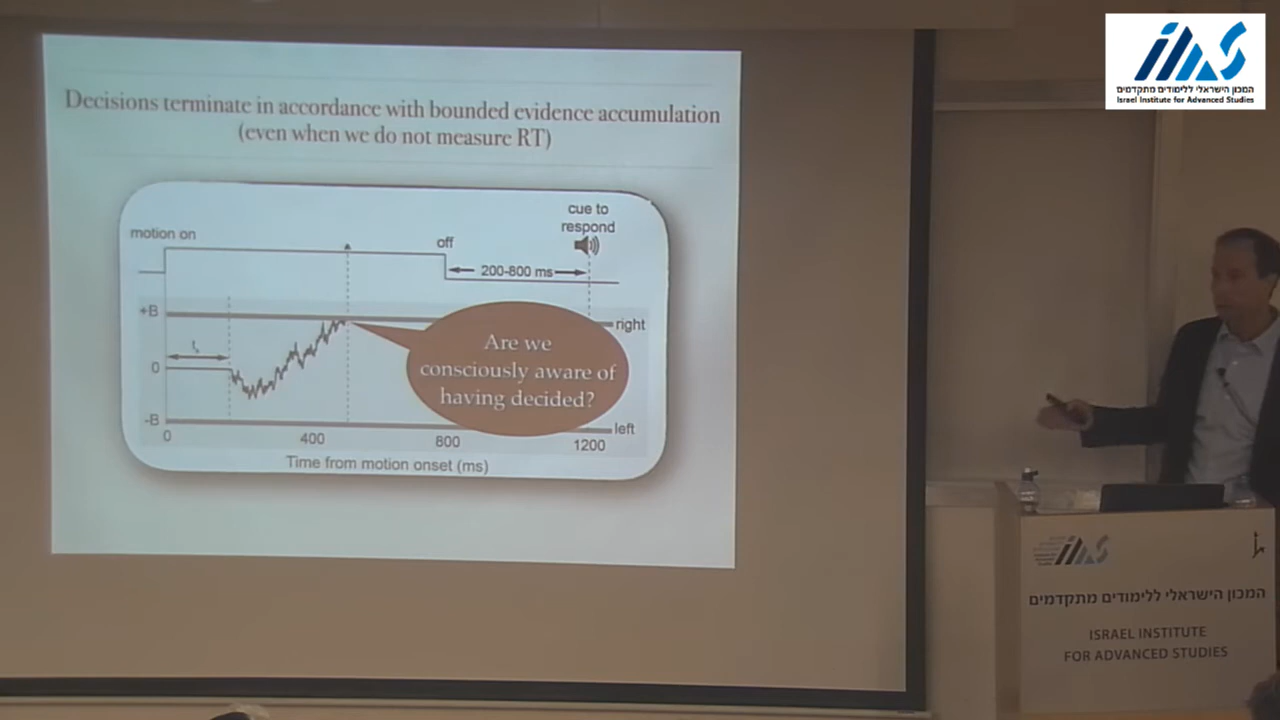 Decisions terminate in accordance with bounded evidence accumulation
(even when we do not measure RT)
motion on
off
cue to
respond
200-800 ms
+B
0
-B
right
left
Are we
consciously aware of
having decided?
0
400
800
1200
Time from motion onset (ms)
המכון הישראלי ללימודים מתקדמים
Israel Institute for Advanced Studies
המכון הישראלי ללימודים מתקדמים
ISRAEL INSTITUTE
FOR ADVANCED STUDIES